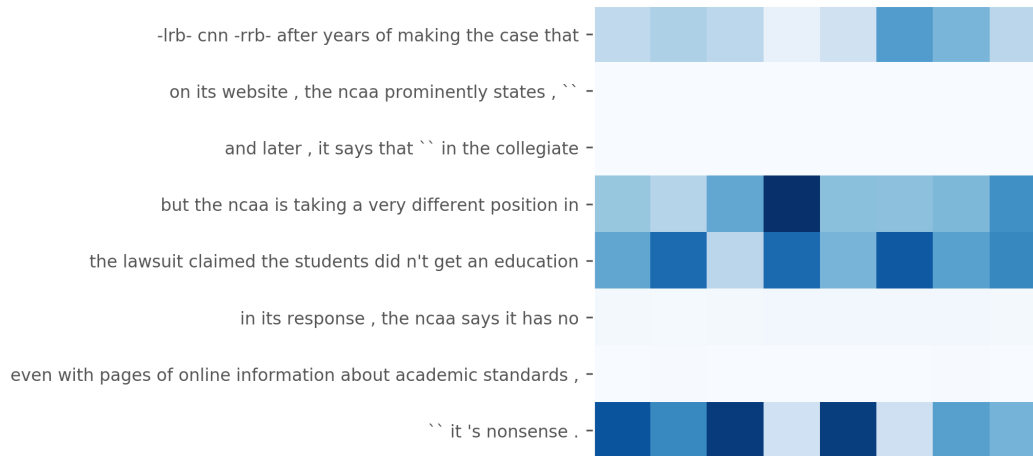 -lrb- cnn -rrb- after years of making the case that
on its website , the ncaa prominently states , ``
and later , it says that `` in the collegiate
but the ncaa is taking a very different position in
the lawsuit claimed the students did n't get an education
in its response , the ncaa says it has no
even with pages of online information about academic standards ,
`` it 's nonsense .